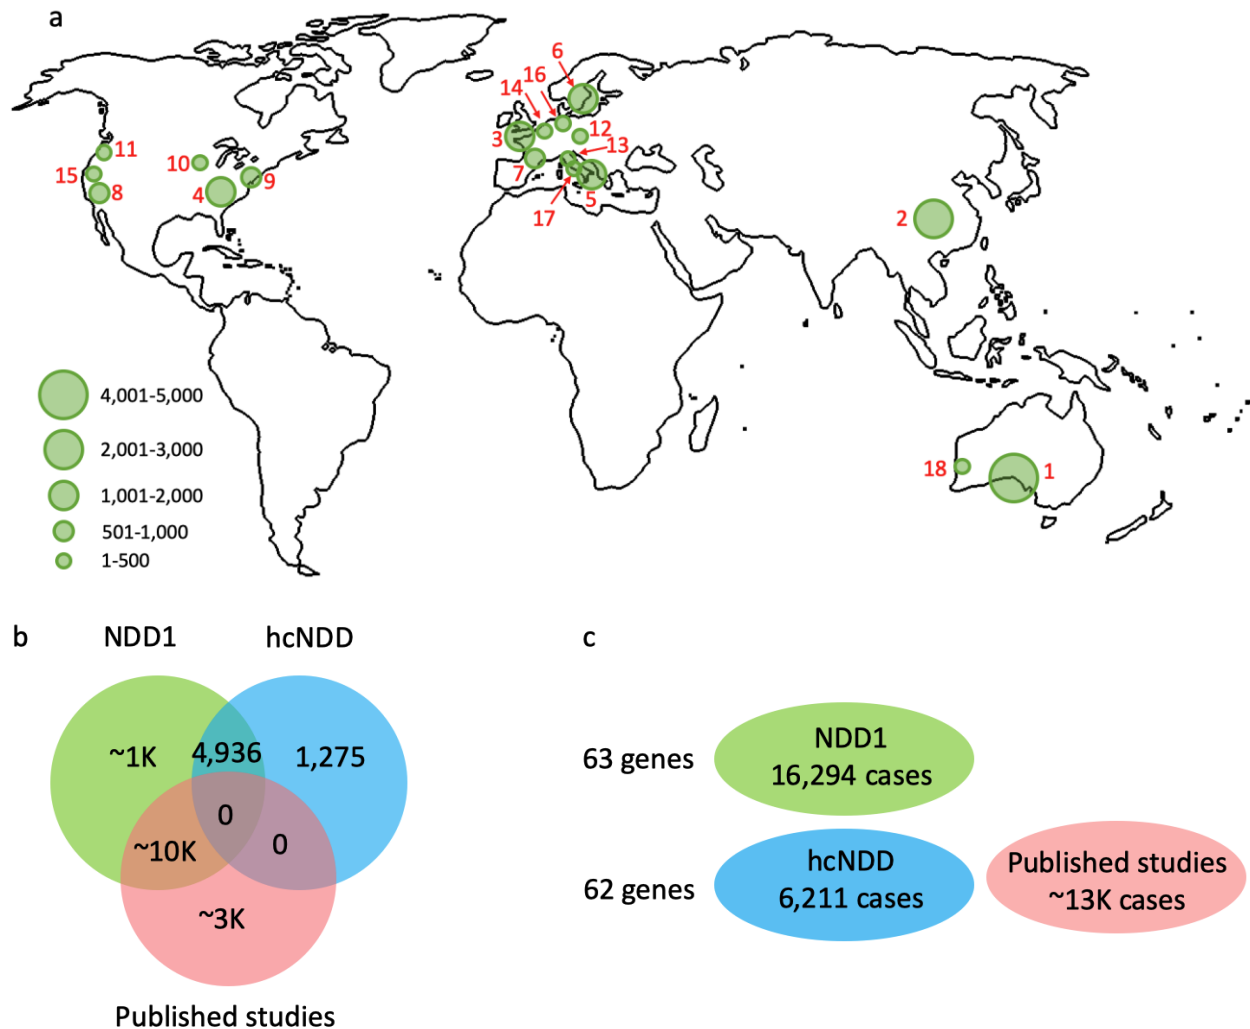 a
6
16
14
3
12
13
7
17
5
11
10
15
8
4
9
2
4,001-5,000
2,001-3,000
1,001-2,000
501-1,000
1-500
18
1
b
NDD1
hcNDD
~1K
4,936
1,275
0
~10K
0
~3K
Published studies
c
63 genes
NDD1
16,294 cases
62 genes
hcNDD
6,211 cases
Published studies
~13K cases